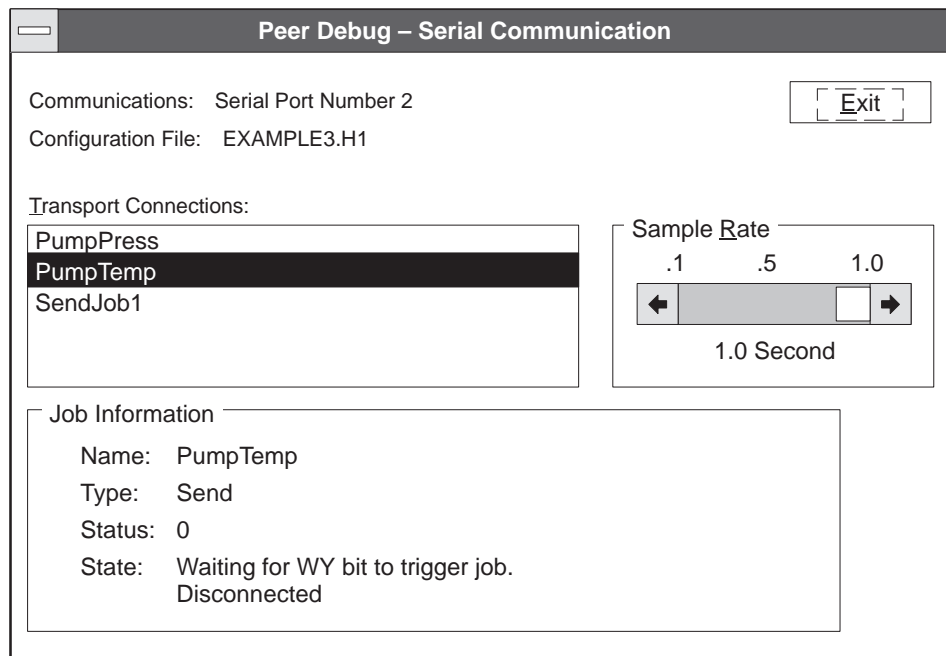 Peer Debug – Serial Communication
Communications: Serial Port Number 2
Exit
Configuration File: EXAMPLE3.H1
Transport Connections:
PumpPress
PumpTemp
SendJob1
Sample Rate
.1 .5 1.0
1.0 Second
Job Information
Name: PumpTemp
Type: Send
Status: 0
State: Waiting for WY bit to trigger job.
Disconnected